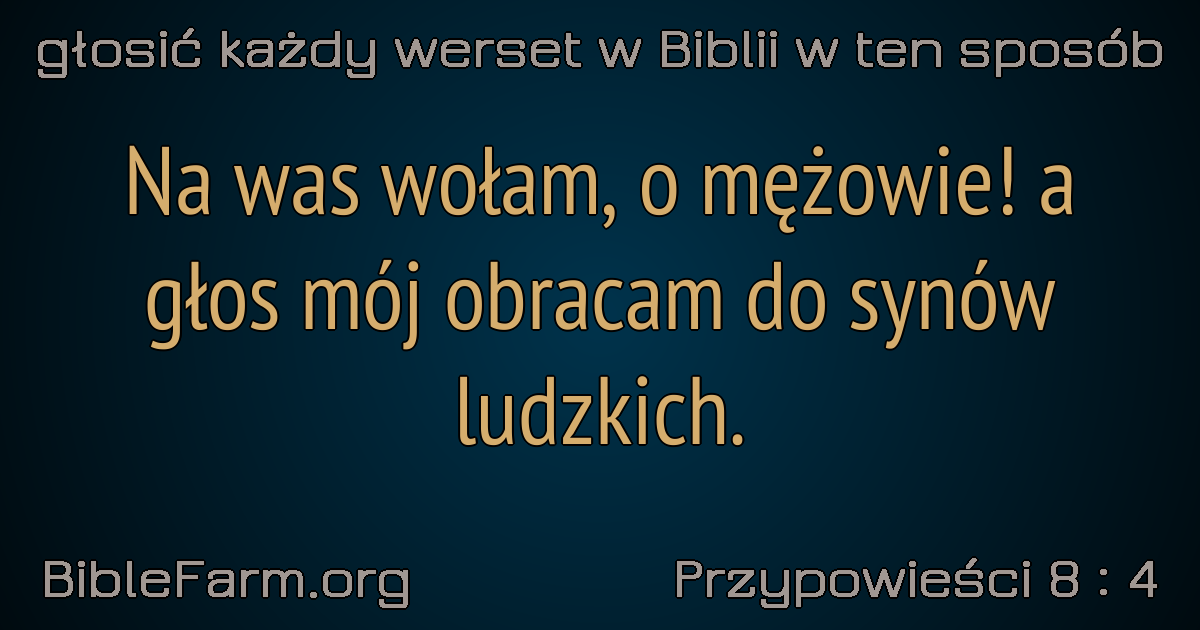 głosić każdy werset w Biblii w ten sposób
Na was wołam, o mężowie! a
głos mój obracam do synów
ludzkich.
BibleFarm.org
Przypowieści 8 : 4